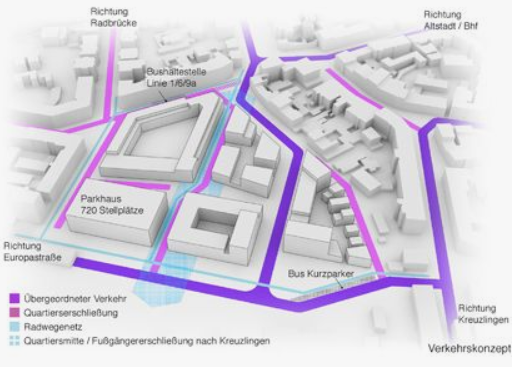 Richtung
Radbrücke
Richtung
Altstadt / Bhf
Bushaltestelle
Linie 1/6/9a
Parkhaus
720 Stellplätze
Richtung
Europastraße
Bus Kurzparker
Übergeordneter Verkehr
Quartierserschließung
Radwegenetz
Quartiersmitte / Fußgängererschließung nach Kreuzlingen
Richtung
Kreuzlingen
Verkehrskonzept